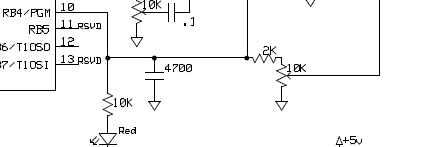 RB4/PGM 10 10K
.1
RB5 11 RSVD
6/T1OSO 12
7/T1OSI 13 RSVD
2K
4700 10K
10K
Red
+5v